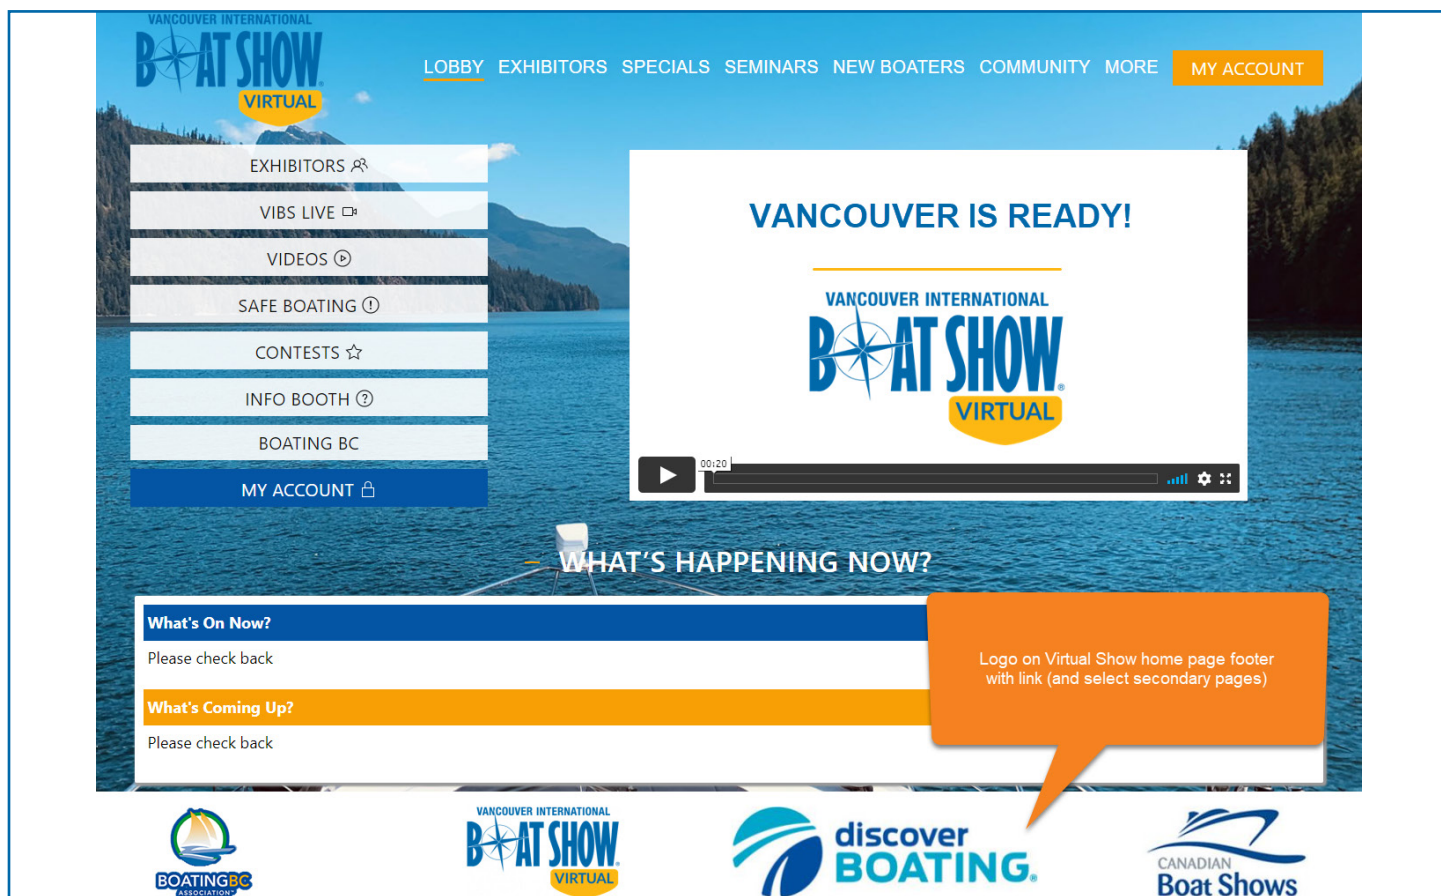 VANCOUVER INTERNATIONAL
BOAT SHOW®
VIRTUAL
LOBBY EXHIBITORS SPECIALS SEMINARS NEW BOATERS COMMUNITY MORE MY ACCOUNT
EXHIBITORS
VIBS LIVE
VIDEOS
SAFE BOATING
CONTESTS
INFO BOOTH
BOATING BC
MY ACCOUNT
VANCOUVER IS READY!
VANCOUVER INTERNATIONAL
BOAT SHOW®
VIRTUAL
00:20
WHAT'S HAPPENING NOW?
What's On Now?
Please check back
What's Coming Up?
Please check back
Logo on Virtual Show home page footer
with link (and select secondary pages)
BOATINGBC
ASSOCIATION
VANCOUVER INTERNATIONAL
BOAT SHOW®
VIRTUAL
discover
BOATING®
CANADIAN
Boat Shows